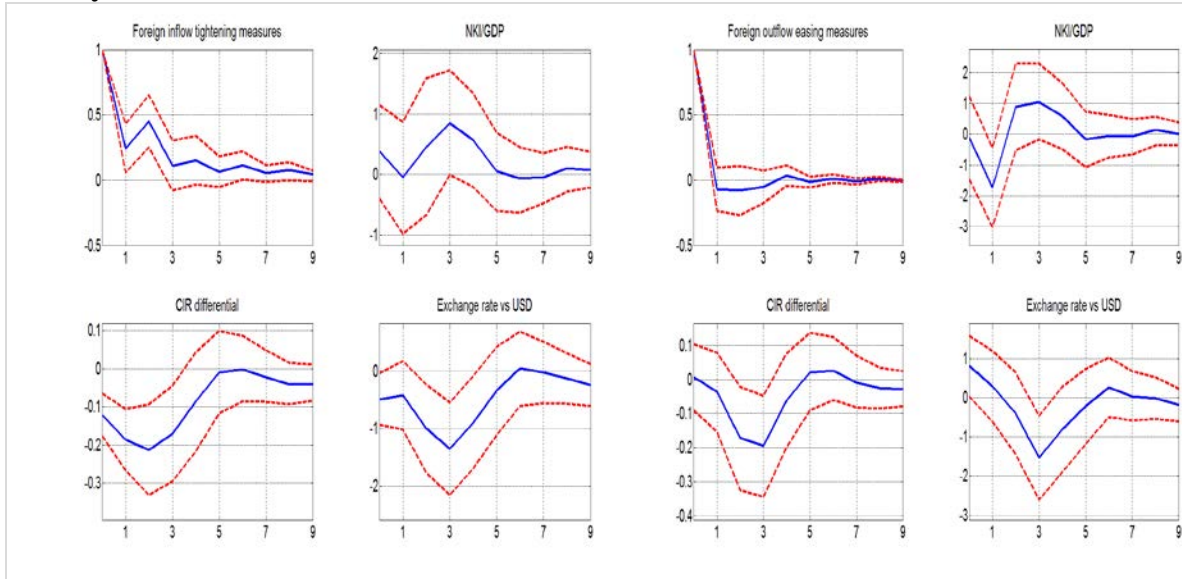 Foreign inflow tightening measures
1
0.5
0
-0.5
1 3 5 7 9
NKI/GDP
2
1
0
-1
1 3 5 7 9
Foreign outflow easing measures
1
0.5
0
-0.5
1 3 5 7 9
NKI/GDP
2
1
0
-1
-2
-3
1 3 5 7 9
CIR differential
0.1
0
-0.1
-0.2
-0.3
1 3 5 7 9
Exchange rate vs USD
0
-1
-2
1 3 5 7 9
CIR differential
0.1
0
-0.1
-0.2
-0.3
-0.4
1 3 5 7 9
Exchange rate vs USD
1
0
-1
-2
-3
1 3 5 7 9